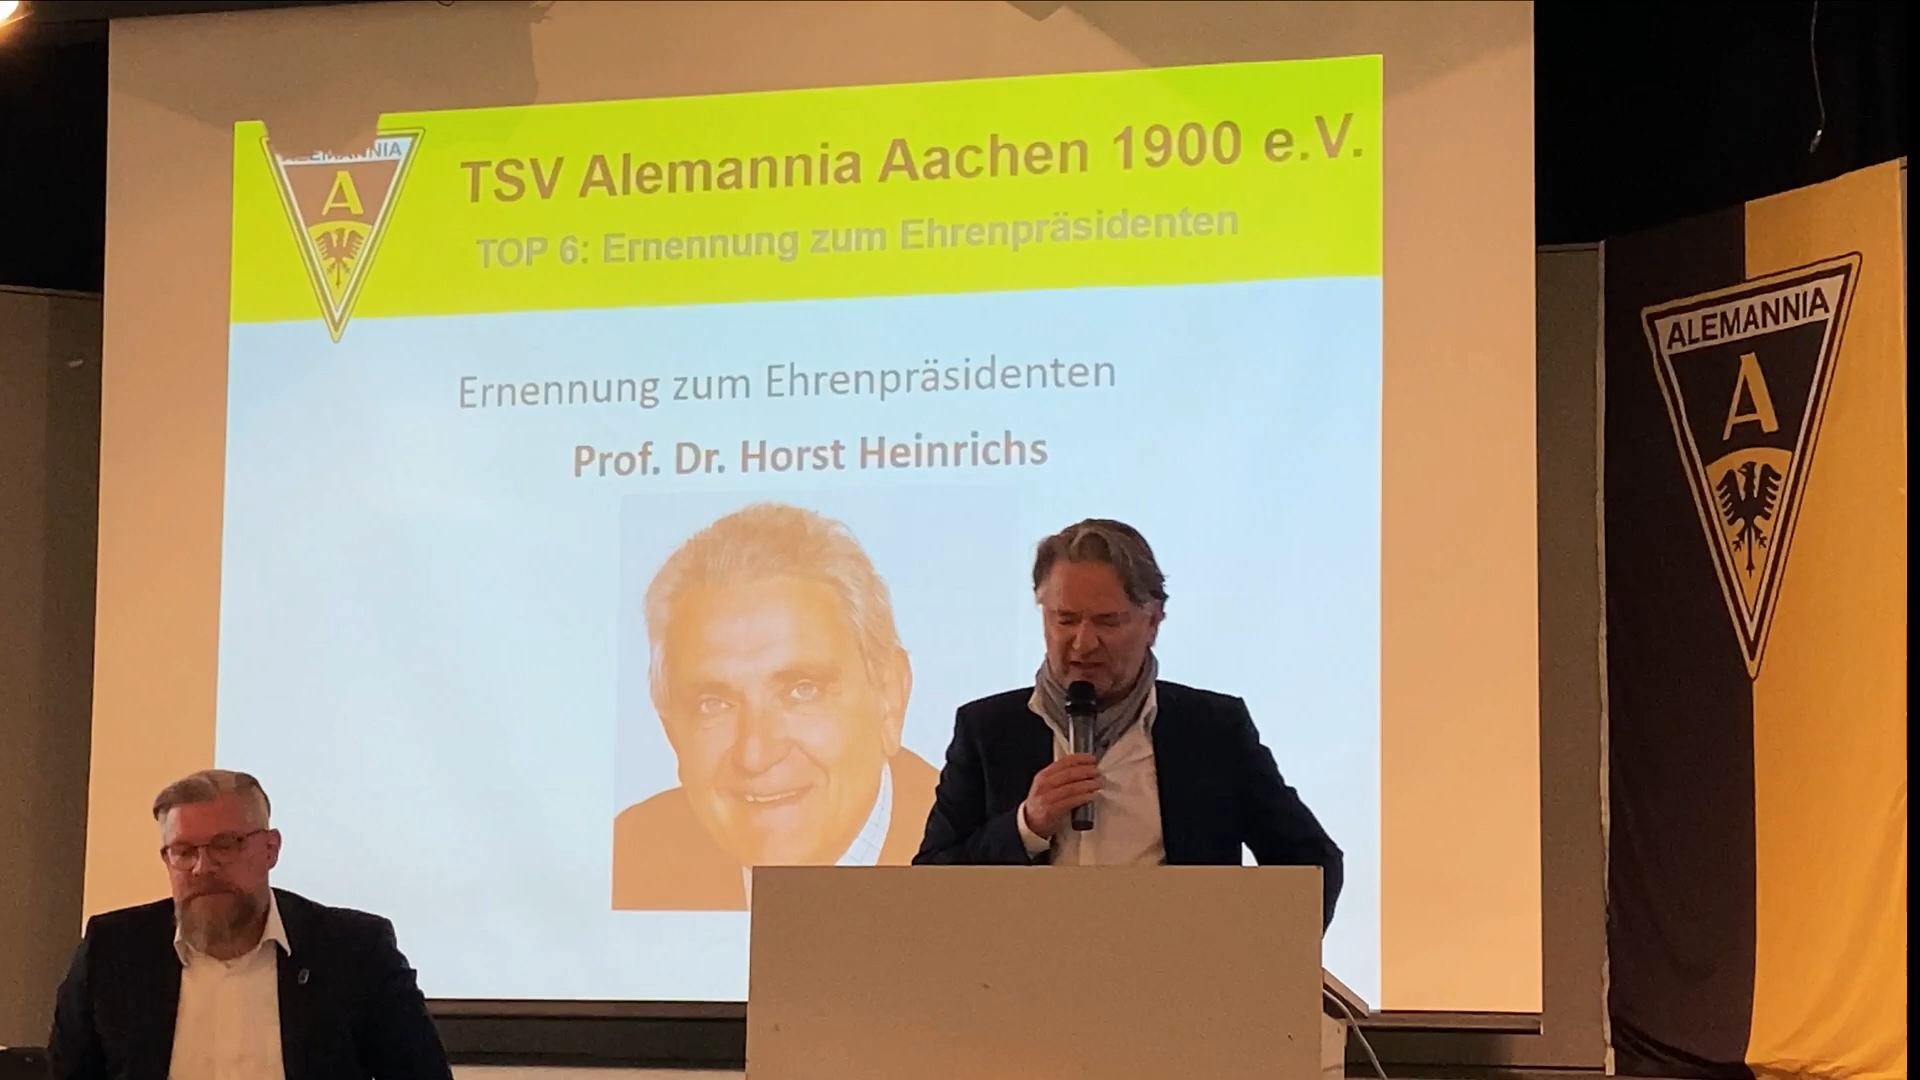 ALEMANNIA
A
TSV Alemannia Aachen 1900 e.V.
TOP 6: Ernennung zum Ehrenpräsidenten
Ernennung zum Ehrenpräsidenten
Prof. Dr. Horst Heinrichs
ALEMANNIA
A